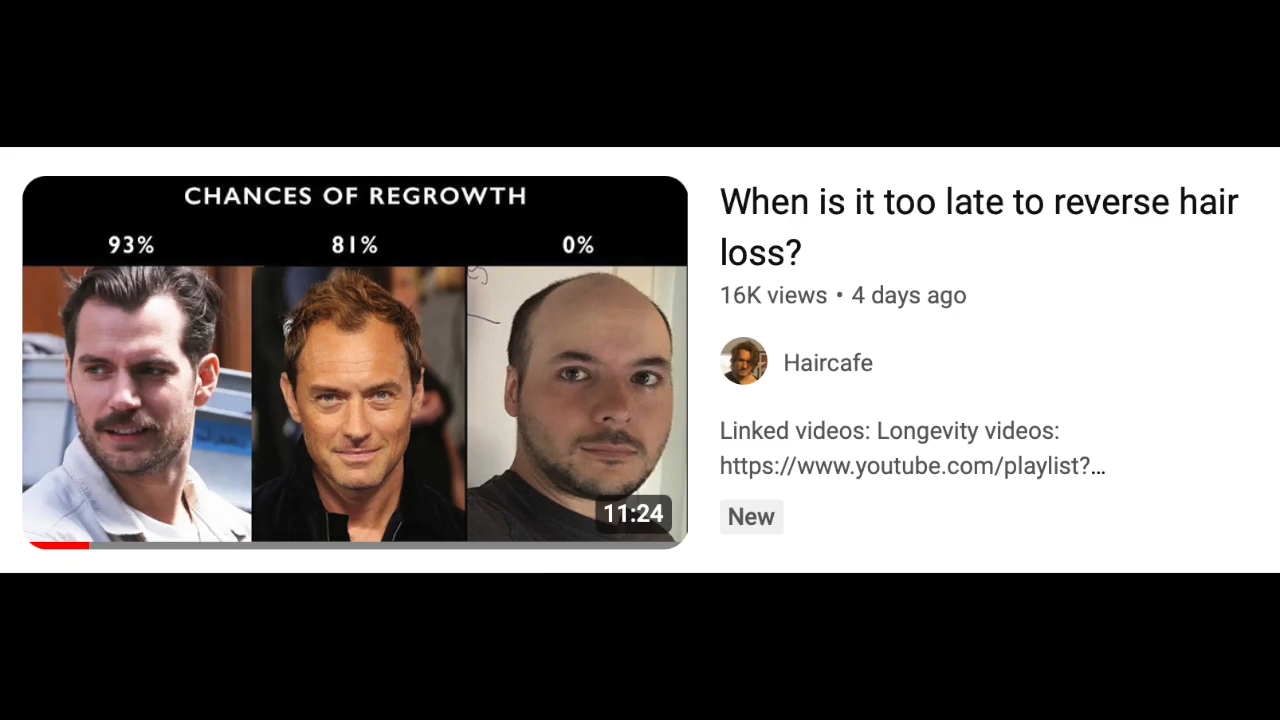 CHANCES OF REGROWTH
93% 81% 0%
11:24
When is it too late to reverse hair
loss?
16K views • 4 days ago
Haircafe
Linked videos: Longevity videos:
https://www.youtube.com/playlist?...
New